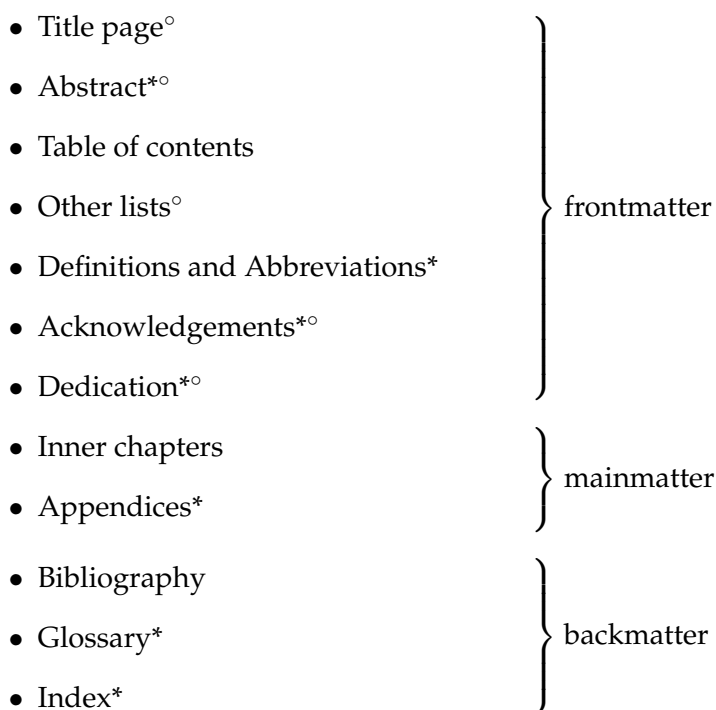 • Title page°
• Abstract*°
• Table of contents
• Other lists° frontmatter
• Definitions and Abbreviations*
• Acknowledgements*°
• Dedication*°
• Inner chapters
mainmatter
• Appendices*
• Bibliography
• Glossary* backmatter
• Index*